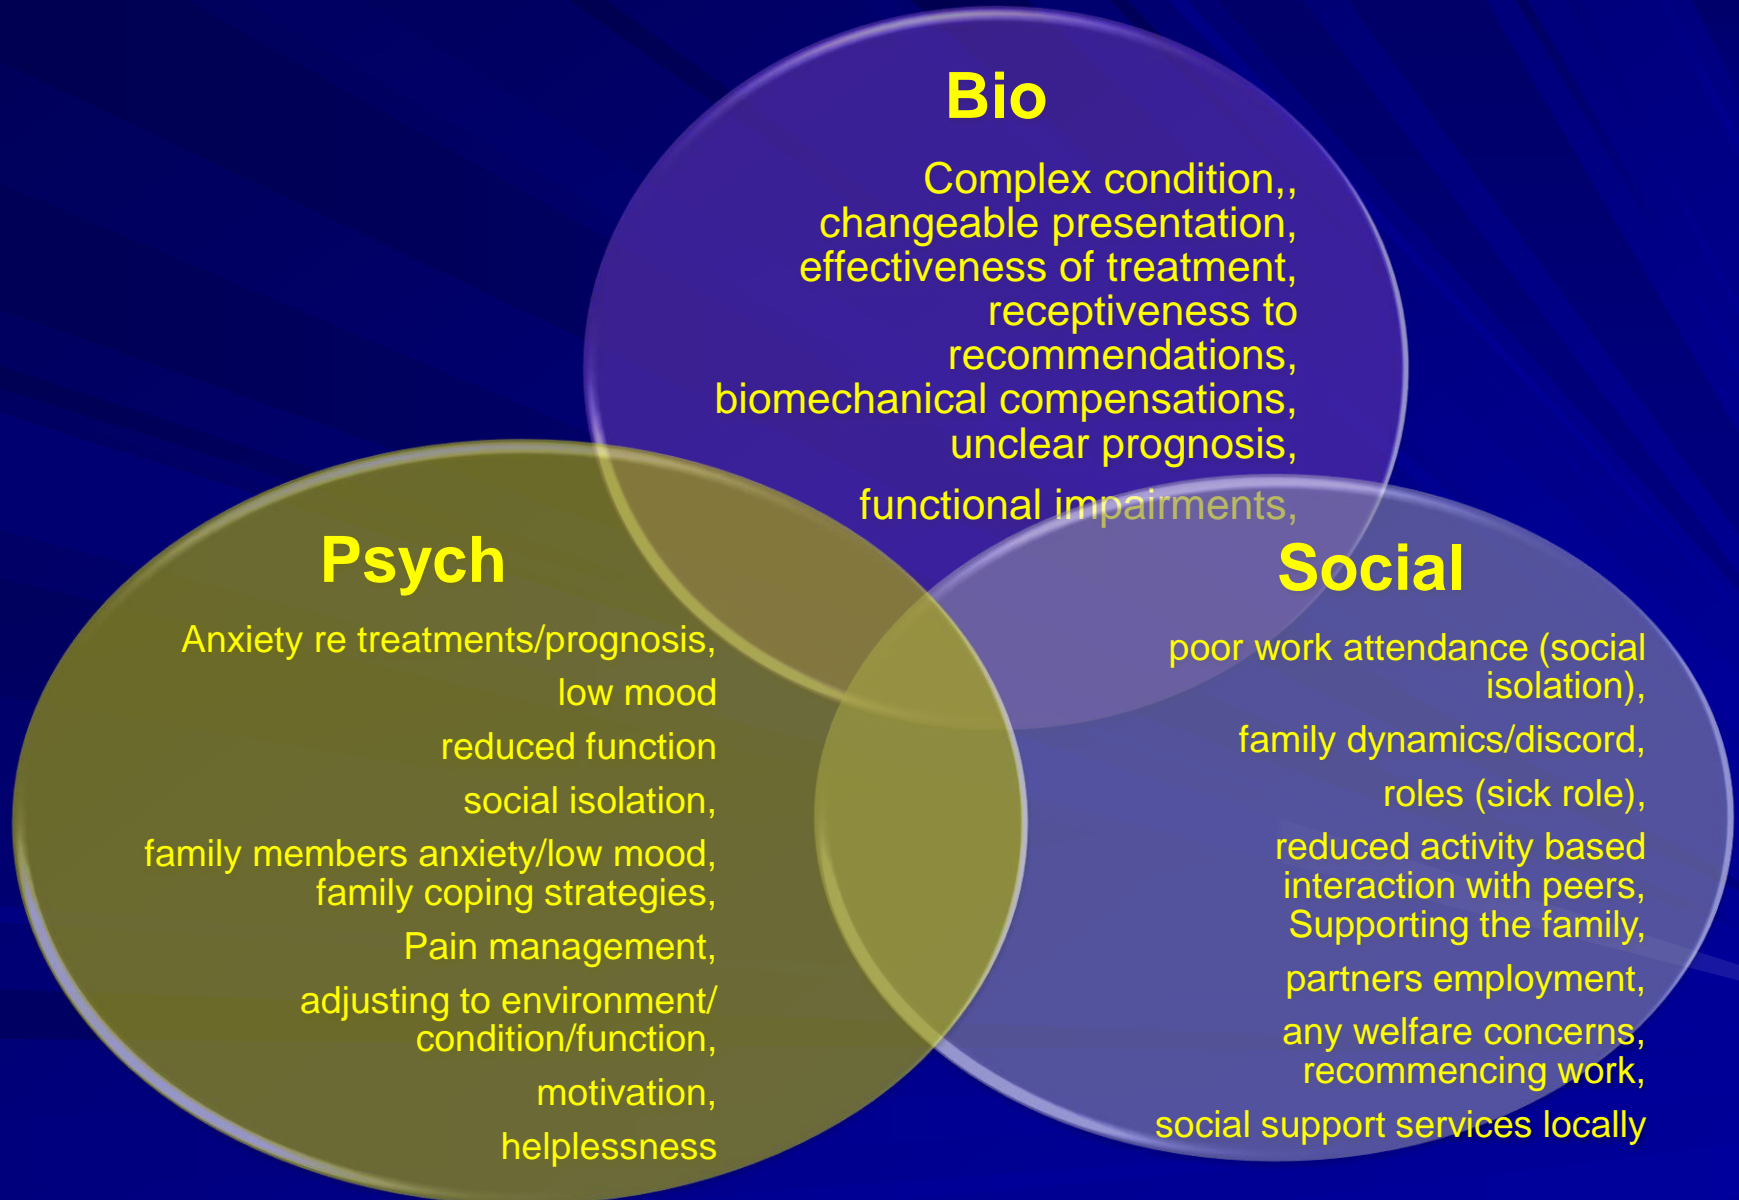 Bio
Complex condition,,
changeable presentation,
effectiveness of treatment,
receptiveness to
recommendations,
biomechanical compensations,
unclear prognosis,
functional impairments,
Psych
Anxiety re treatments/prognosis,
low mood
reduced function
social isolation,
family members anxiety/low mood,
family coping strategies,
Pain management,
adjusting to environment/
condition/function,
motivation,
helplessness
Social
poor work attendance (social
isolation),
family dynamics/discord,
roles (sick role),
reduced activity based
interaction with peers,
Supporting the family,
partners employment,
any welfare concerns,
recommencing work,
social support services locally